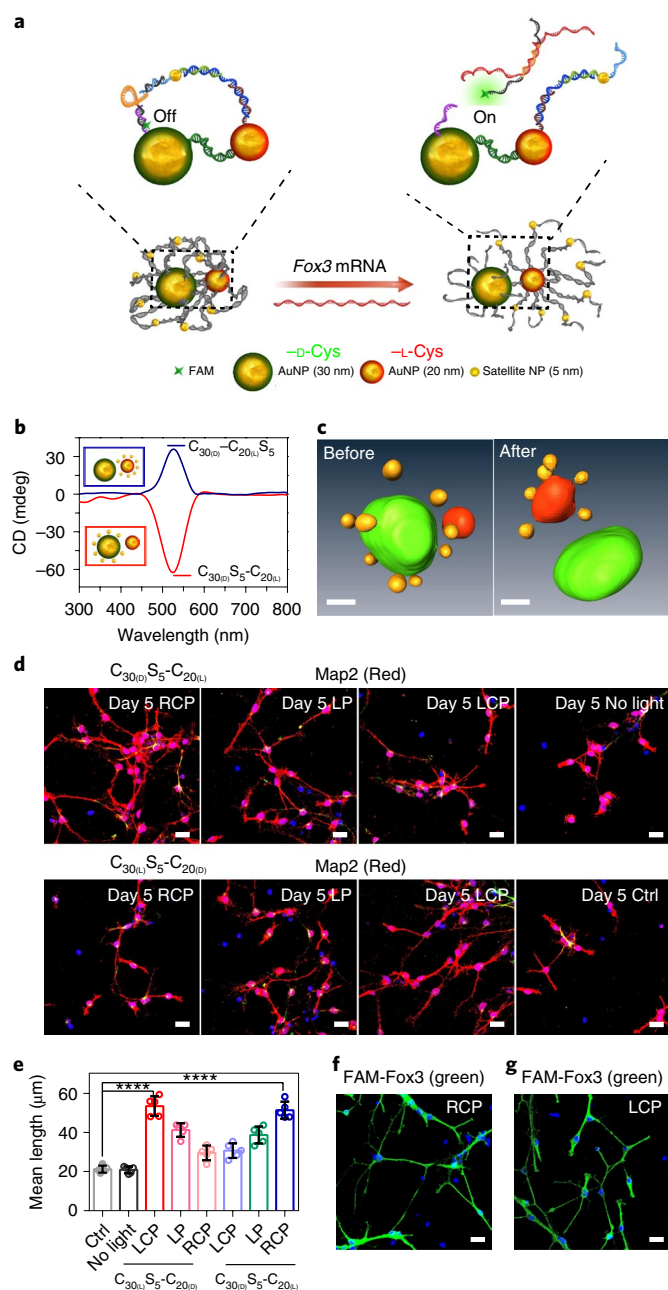 a
Off
On
Fox3 mRNA
–D-Cys
–L-Cys
FAM
AuNP (30 nm)
AuNP (20 nm)
Satellite NP (5 nm)
b
CD (mdeg)
30
0
–30
–60
C30(D)–C20(L)S5
C30(D)S5-C20(L)
300 400 500 600 700 800
Wavelength (nm)
c
Before
After
d
C30(D)S5-C20(L)
Map2 (Red)
Day 5 RCP
Day 5 LP
Day 5 LCP
Day 5 No light
C30(L)S5-C20(D)
Map2 (Red)
Day 5 RCP
Day 5 LP
Day 5 LCP
Day 5 Ctrl
e
Mean length (μm)
60
40
20
0
****
****
Ctrl
No light
LCP
LP
RCP
LCP
LP
RCP
C30(L)S5-C20(D)
C30(D)S5-C20(L)
f
FAM-Fox3 (green)
RCP
g
FAM-Fox3 (green)
LCP